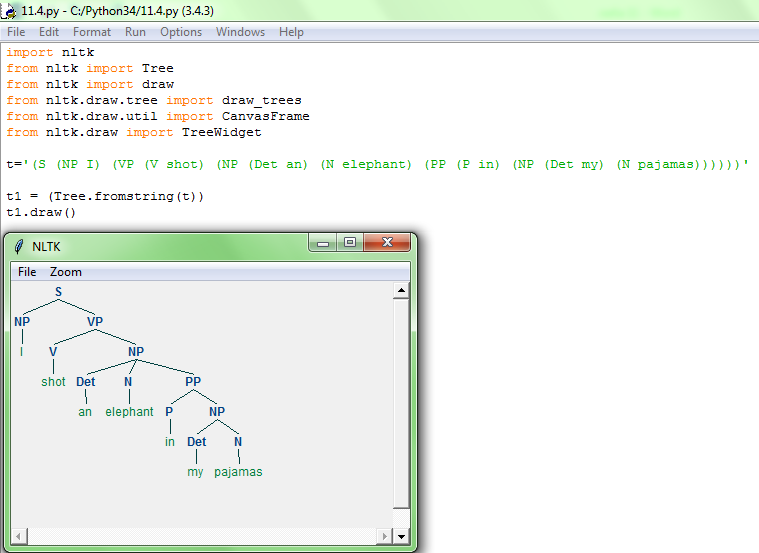 11.4.py - C:/Python34/11.4.py (3.4.3)
File Edit Format Run Options Windows Help
import nltk
from nltk import Tree
from nltk import draw
from nltk.draw.tree import draw_trees
from nltk.draw.util import CanvasFrame
from nltk.draw import TreeWidget
t='(S (NP I) (VP (V shot) (NP (Det an) (N elephant) (PP (P in) (NP (Det my) (N pajamas))))))'
t1 = (Tree.fromstring(t))
t1.draw()
NLTK
File Zoom
S
NP VP
I V NP
shot Det N PP
an elephant P NP
in Det N
my pajamas